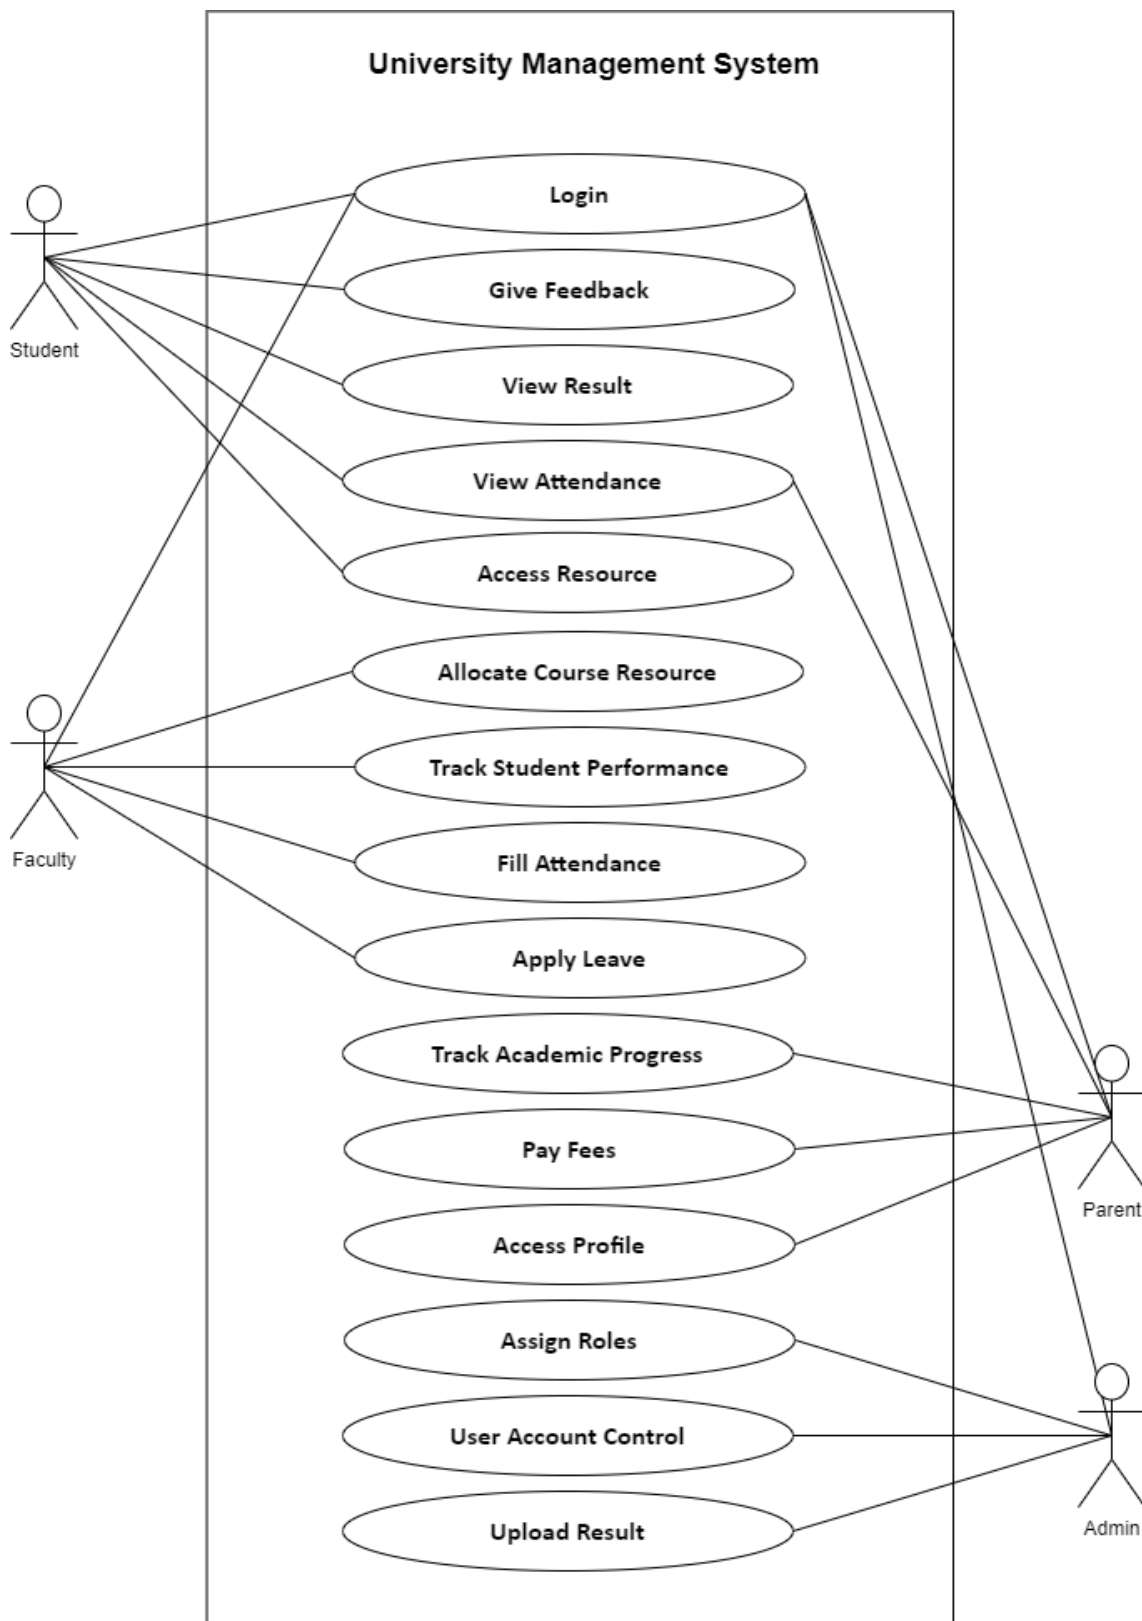 University Management System
Login
Give Feedback
Student
View Result
View Attendance
Access Resource
Allocate Course Resource
Track Student Performance
Faculty
Fill Attendance
Apply Leave
Track Academic Progress
Pay Fees
Parent
Access Profile
Assign Roles
User Account Control
Admin
Upload Result